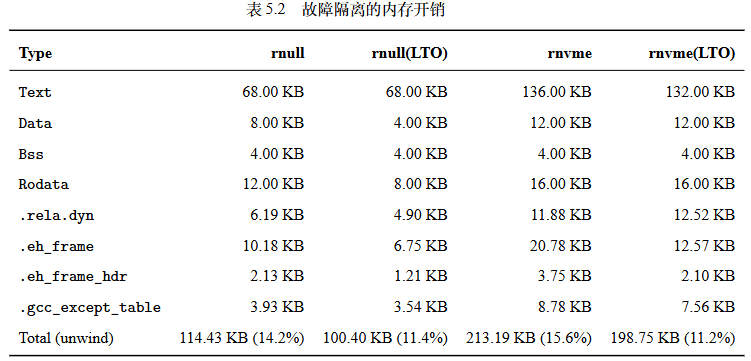 表 5.2 故障隔离的内存开销
Type rnull rnull(LTO) rnvme rnvme(LTO)
Text 68.00 KB 68.00 KB 136.00 KB 132.00 KB
Data 8.00 KB 4.00 KB 12.00 KB 12.00 KB
Bss 4.00 KB 4.00 KB 4.00 KB 4.00 KB
Rodata 12.00 KB 8.00 KB 16.00 KB 16.00 KB
.rela.dyn 6.19 KB 4.90 KB 11.88 KB 12.52 KB
.eh_frame 10.18 KB 6.75 KB 20.78 KB 12.57 KB
.eh_frame_hdr 2.13 KB 1.21 KB 3.75 KB 2.10 KB
.gcc_except_table 3.93 KB 3.54 KB 8.78 KB 7.56 KB
Total (unwind) 114.43 KB (14.2%) 100.40 KB (11.4%) 213.19 KB (15.6%) 198.75 KB (11.2%)